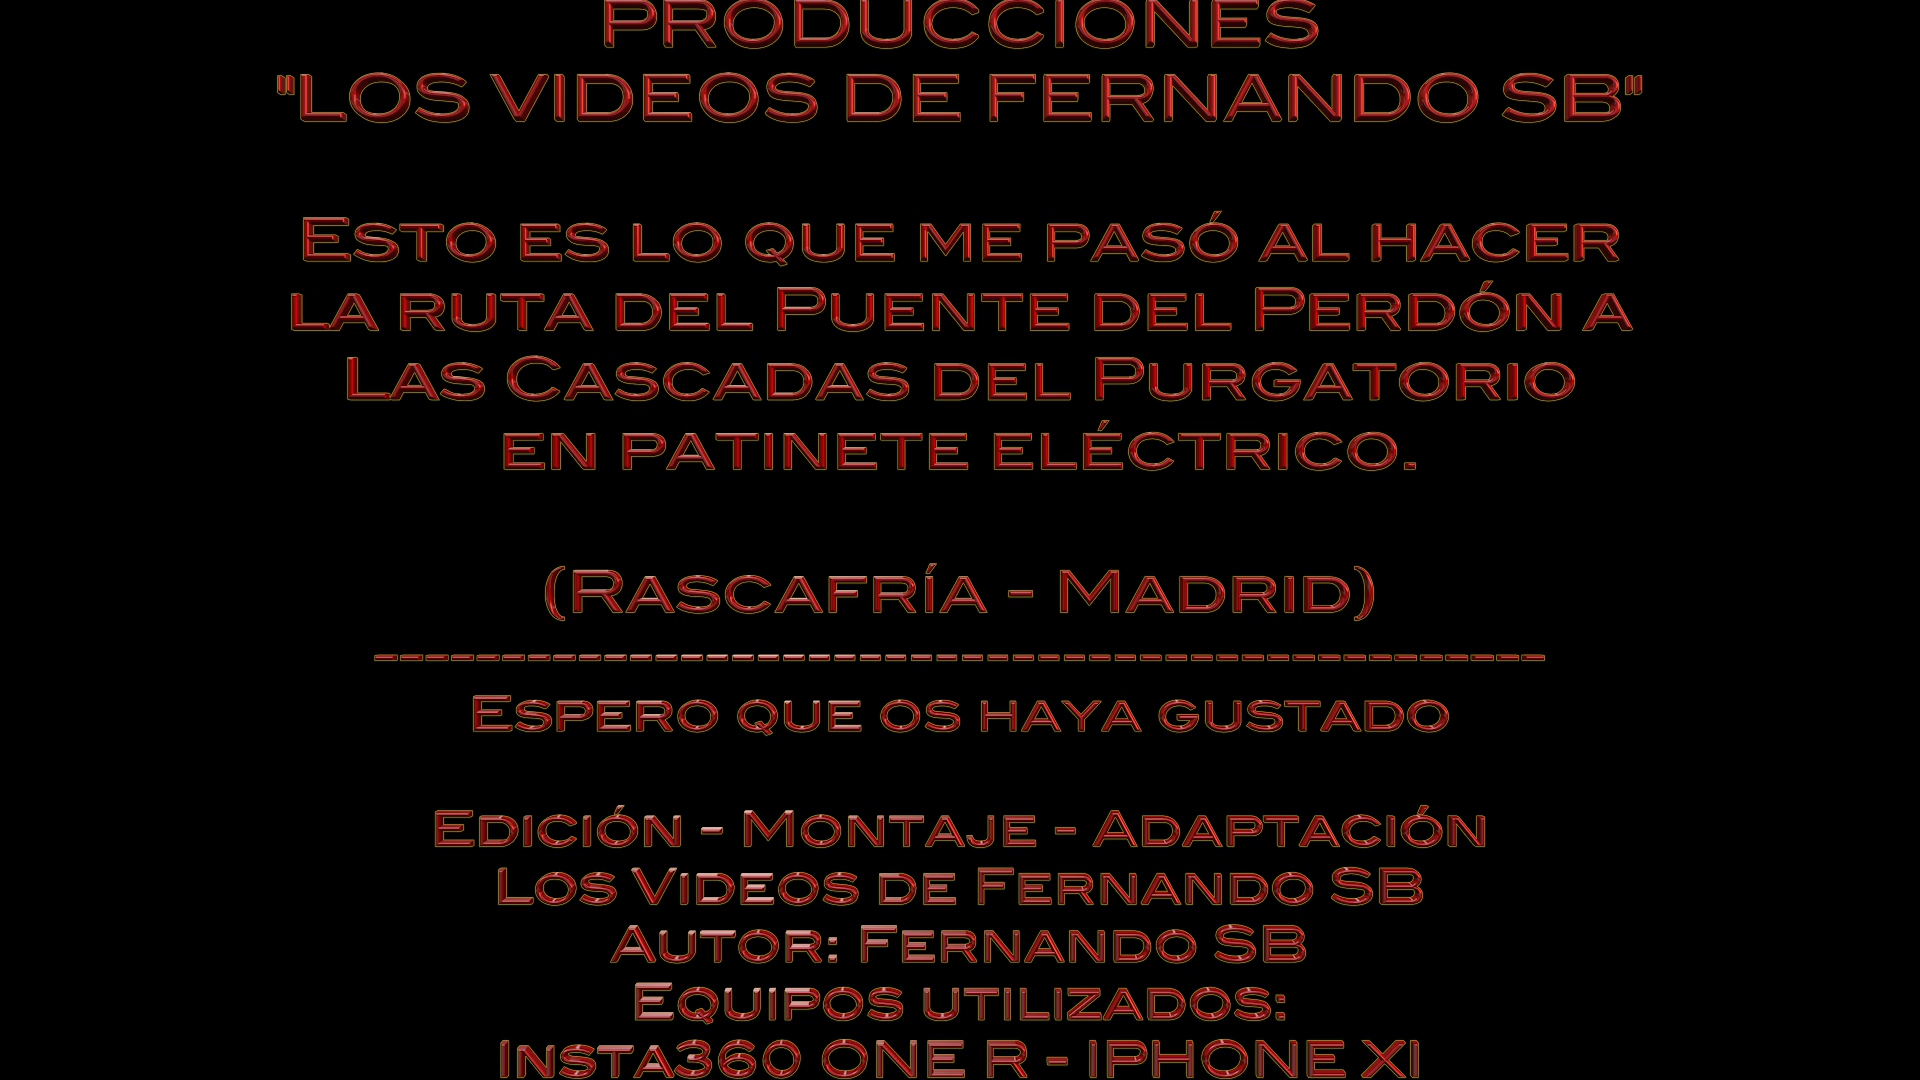 PRODUCCIONES
"LOS VIDEOS DE FERNANDO SB"
Esto es lo que me pasó al hacer
la ruta del Puente del Perdón a
Las Cascadas del Purgatorio
en patinete eléctrico.
(Rascafría - Madrid)
----------------------------------------------
Espero que os haya gustado
Edición - Montaje - Adaptación
Los Videos de Fernando SB
Autor: Fernando SB
Equipos utilizados:
Insta360 ONE R - IPHONE XI